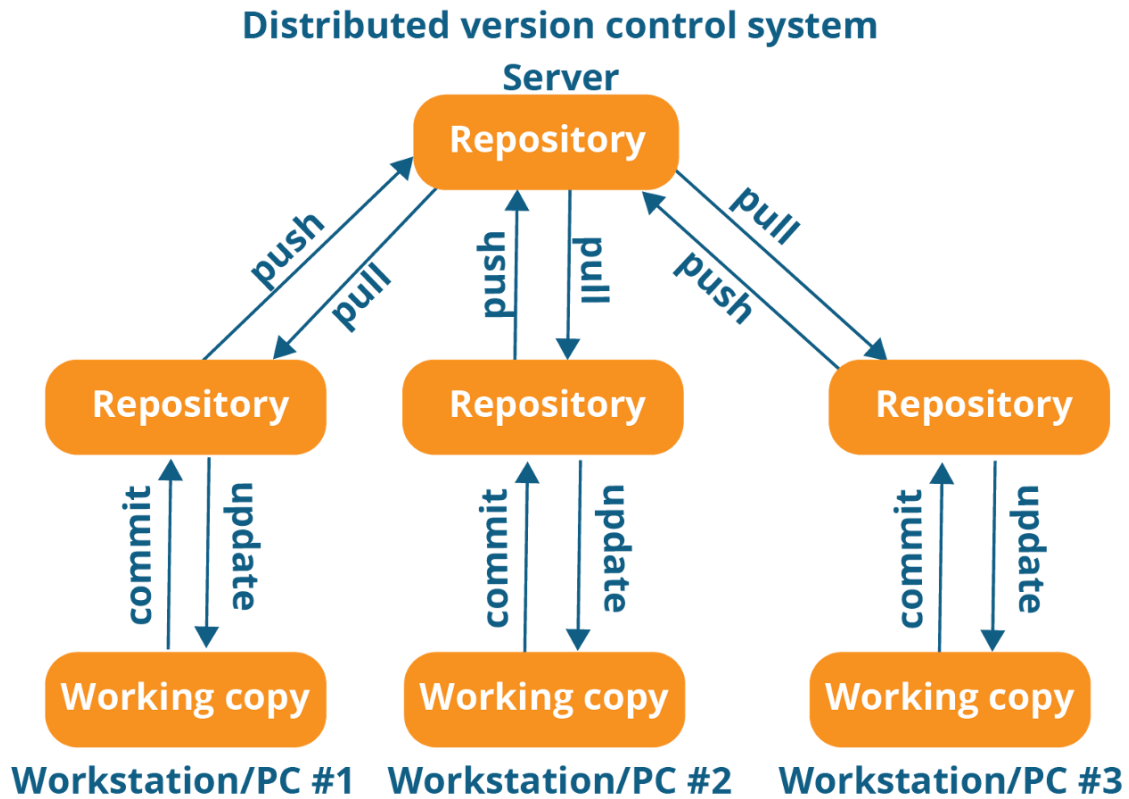 Distributed version control system
Server
Repository
push
pull
push
pull
push
pull
Repository
Repository
Repository
commit
update
commit
update
commit
update
Working copy
Working copy
Working copy
Workstation/PC #1
Workstation/PC #2
Workstation/PC #3